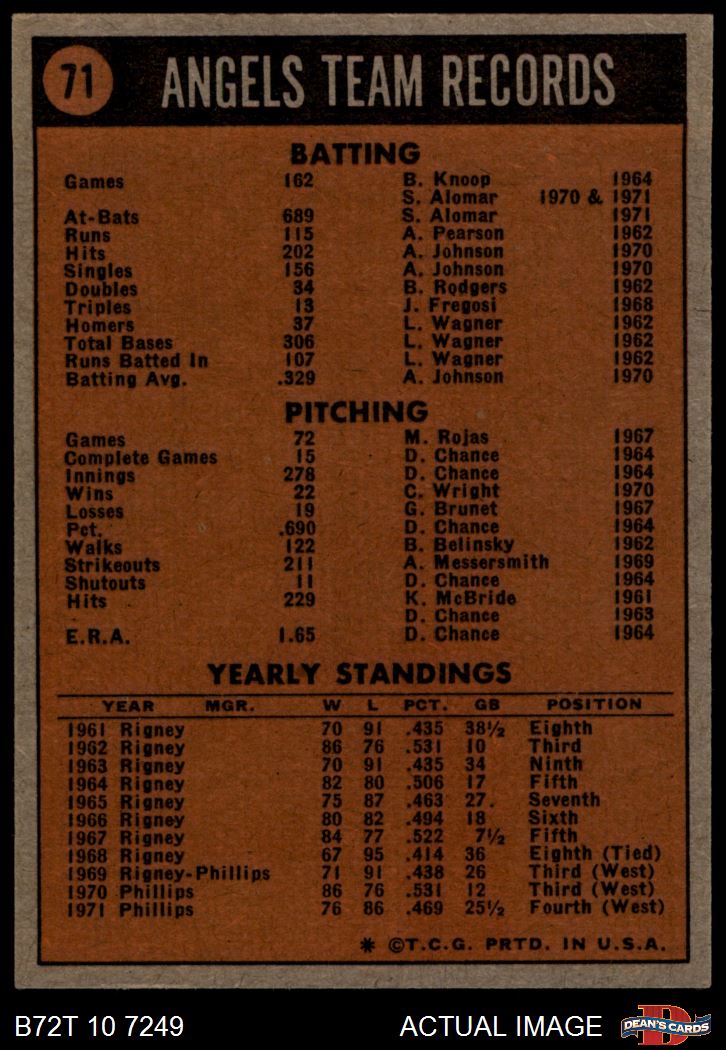 71 ANGELS TEAM RECORDS
BATTING
Games 162 B. Knoop 1964
S. Alomar 1970 & 1971
At-Bats 689 S. Alomar 1971
Runs 115 A. Pearson 1962
Hits 202 A. Johnson 1970
Singles 156 A. Johnson 1970
Doubles 34 B. Rodgers 1962
Triples 13 J. Fregosi 1968
Homers 37 L. Wagner 1962
Total Bases 306 L. Wagner 1962
Runs Batted In 107 L. Wagner 1962
Batting Avg. .329 A. Johnson 1970
PITCHING
Games 72 M. Rojas 1967
Complete Games 15 D. Chance 1964
Innings 278 D. Chance 1964
Wins 22 C. Wright 1970
Losses 19 G. Brunet 1967
Pct. .690 D. Chance 1964
Walks 122 B. Belinsky 1962
Strikeouts 211 A. Messersmith 1969
Shutouts 11 D. Chance 1964
Hits 229 K. McBride 1961
D. Chance 1963
E.R.A. 1.65 D. Chance 1964
YEARLY STANDINGS
YEAR MGR. W L PCT. GB POSITION
1961 Rigney 70 91 .435 38½ Eighth
1962 Rigney 86 76 .531 10 Third
1963 Rigney 70 91 .435 34 Ninth
1964 Rigney 82 80 .506 17 Fifth
1965 Rigney 75 87 .463 27. Seventh
1966 Rigney 80 82 .494 18 Sixth
1967 Rigney 84 77 .522 7½ Fifth
1968 Rigney 67 95 .414 36 Eighth (Tied)
1969 Rigney-Phillips 71 91 .438 26 Third (West)
1970 Phillips 86 76 .531 12 Third (West)
1971 Phillips 76 86 .469 25½ Fourth (West)
* ©T.C.G. PRTD. IN U.S.A.
B72T 10 7249 ACTUAL IMAGE D DEAN'S CARDS